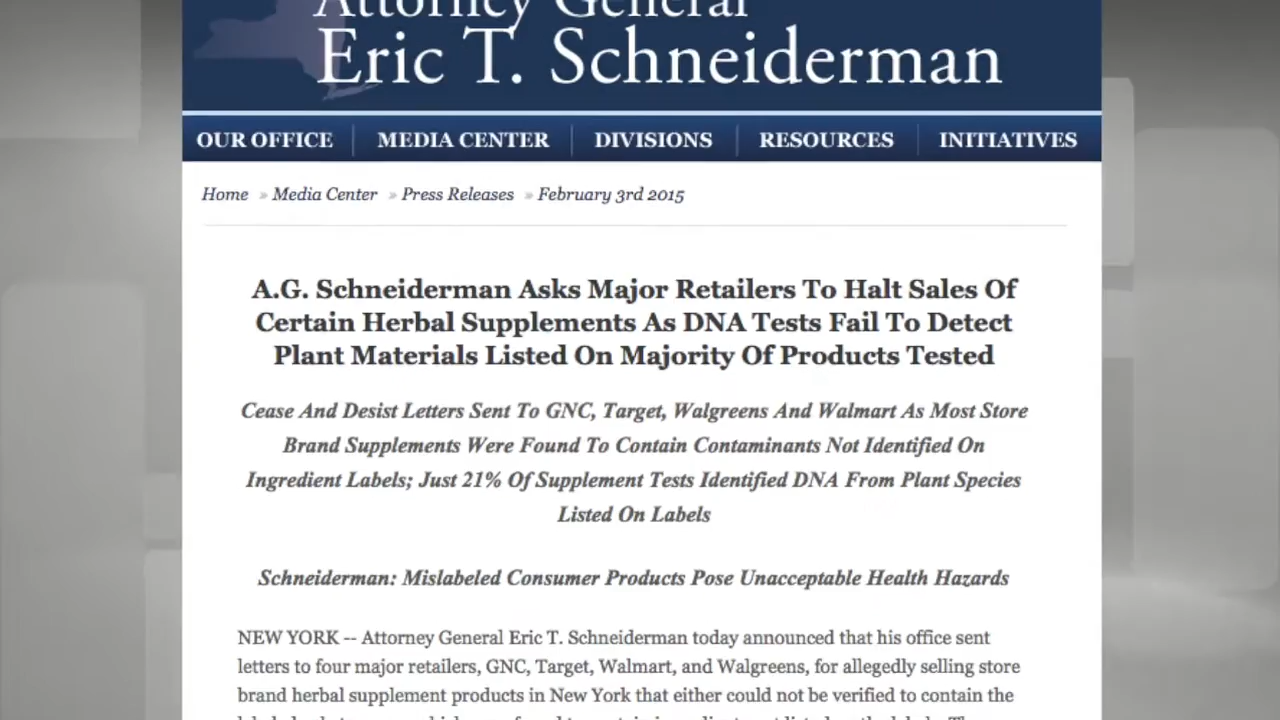 Attorney General
Eric T. Schneiderman
OUR OFFICE MEDIA CENTER DIVISIONS RESOURCES INITIATIVES
Home » Media Center » Press Releases » February 3rd 2015
A.G. Schneiderman Asks Major Retailers To Halt Sales Of
Certain Herbal Supplements As DNA Tests Fail To Detect
Plant Materials Listed On Majority Of Products Tested
Cease And Desist Letters Sent To GNC, Target, Walgreens And Walmart As Most Store
Brand Supplements Were Found To Contain Contaminants Not Identified On
Ingredient Labels; Just 21% Of Supplement Tests Identified DNA From Plant Species
Listed On Labels
Schneiderman: Mislabeled Consumer Products Pose Unacceptable Health Hazards
NEW YORK -- Attorney General Eric T. Schneiderman today announced that his office sent
letters to four major retailers, GNC, Target, Walmart, and Walgreens, for allegedly selling store
brand herbal supplement products in New York that either could not be verified to contain the